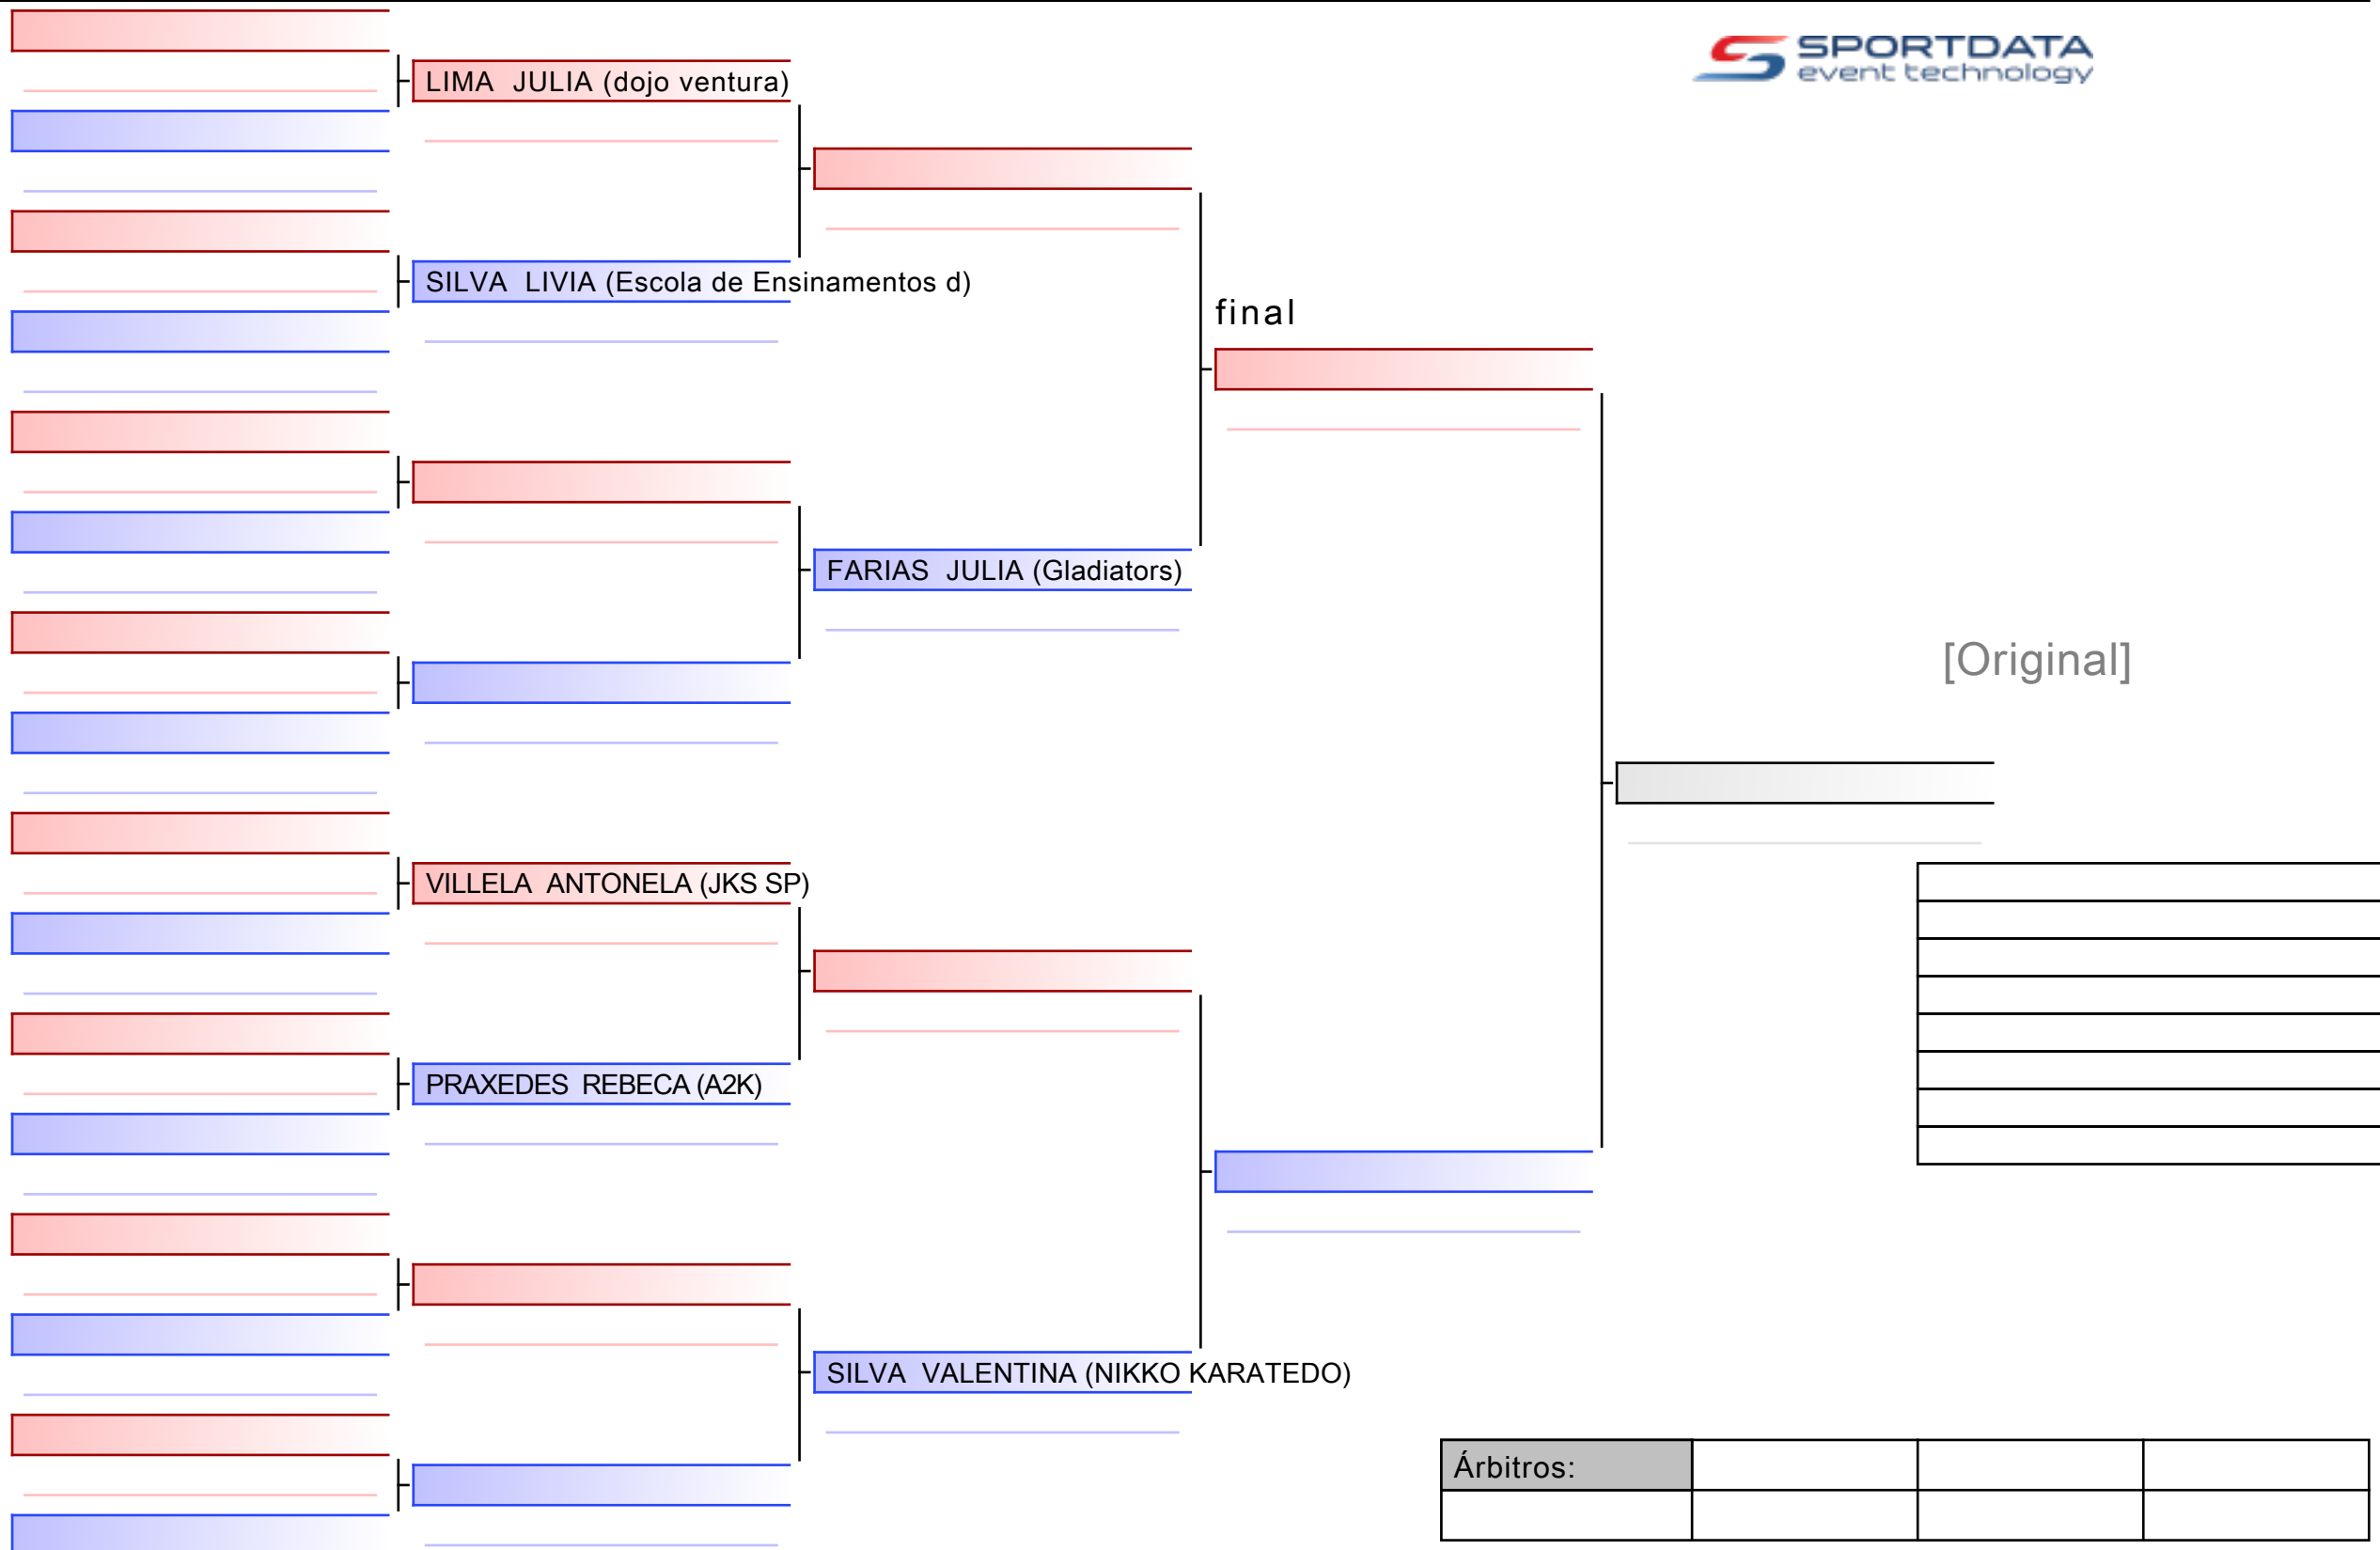 SPORTDATA
event technology
LIMA  JULIA (dojo ventura)
SILVA  LIVIA (Escola de Ensinamentos d)
final
FARIAS  JULIA (Gladiators)
[Original]
VILLELA  ANTONELA (JKS SP)
PRAXEDES  REBECA (A2K)
SILVA  VALENTINA (NIKKO KARATEDO)
Árbitros: